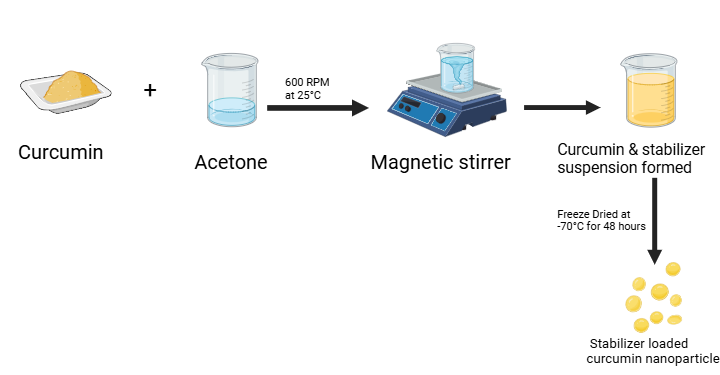 +
600 RPM
at 25°C
Curcumin
Acetone
Magnetic stirrer
Curcumin & stabilizer
suspension formed
Freeze Dried at
-70°C for 48 hours
Stabilizer loaded
curcumin nanoparticle